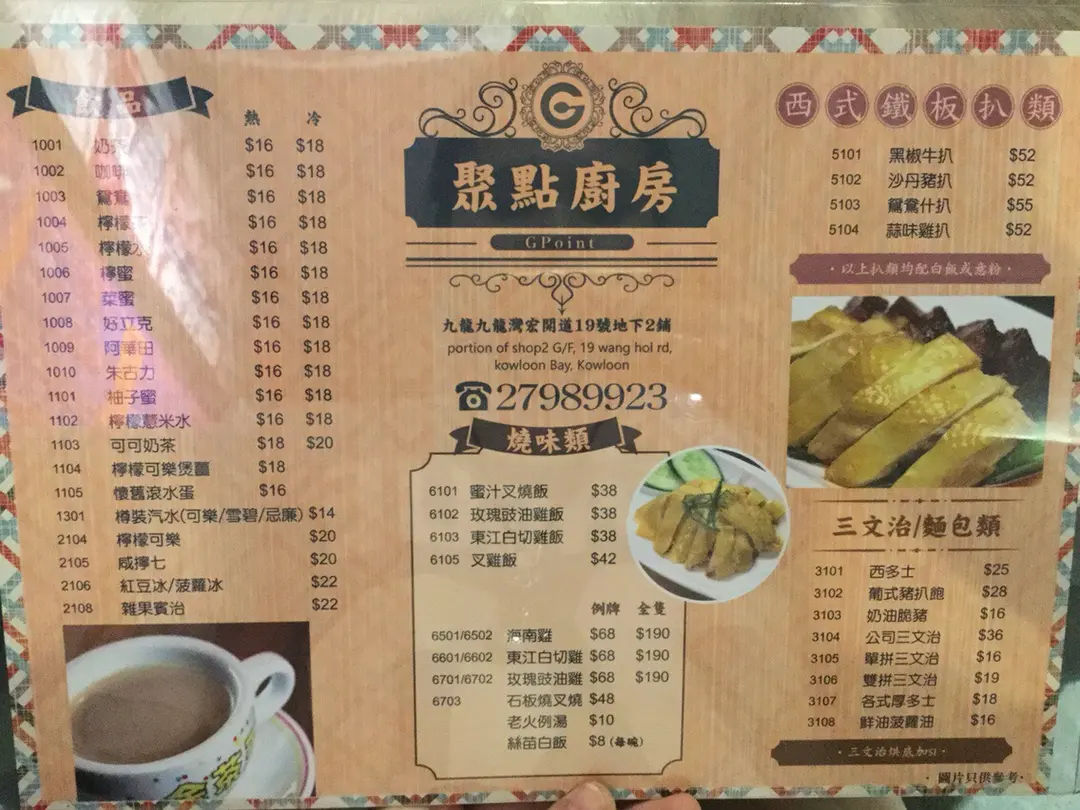 飲品
熱 冷
1001 奶茶 $16 $18
1002 咖啡 $16 $18
1003 鴛鴦 $16 $18
1004 檸檬茶 $16 $18
1005 檸檬水 $16 $18
1006 檸蜜 $16 $18
1007 菜蜜 $16 $18
1008 好立克 $16 $18
1009 阿華田 $16 $18
1010 朱古力 $16 $18
1101 柚子蜜 $16 $18
1102 檸檬薏米水 $16 $18
1103 可可奶茶 $18 $20
1104 檸檬可樂煲薑 $18
1105 懷舊滾水蛋 $16
1301 樽裝汽水(可樂/雪碧/忌廉) $14
2104 檸檬可樂 $20
2105 咸擰七 $20
2106 紅豆冰/菠蘿冰 $22
2108 雜果賓治 $22
G
聚點廚房
GPoint
九龍九龍灣宏開道19號地下2鋪
portion of shop2 G/F, 19 wang hol rd,
kowloon Bay, Kowloon
☎27989923
燒味類
6101 蜜汁叉燒飯 $38
6102 玫瑰豉油雞飯 $38
6103 東江白切雞飯 $38
6105 叉雞飯 $42
例牌 全隻
6501/6502 海南雞 $68 $190
6601/6602 東江白切雞 $68 $190
6701/6702 玫瑰豉油雞 $68 $190
6703 石板燒叉燒 $48
老火例湯 $10
絲苗白飯 $8 (每碗)
西式鐵板扒類
5101 黑椒牛扒 $52
5102 沙丹豬扒 $52
5103 鴛鴦什扒 $55
5104 蒜味雞扒 $52
·以上扒類均配白飯或意粉·
三文治/麵包類
3101 西多士 $25
3102 葡式豬扒飽 $28
3103 奶油脆豬 $16
3104 公司三文治 $36
3105 單拼三文治 $16
3106 雙拼三文治 $19
3107 各式厚多士 $18
3108 鮮油菠蘿油 $16
·三文治烘底加$1·
·圖片只供參考·